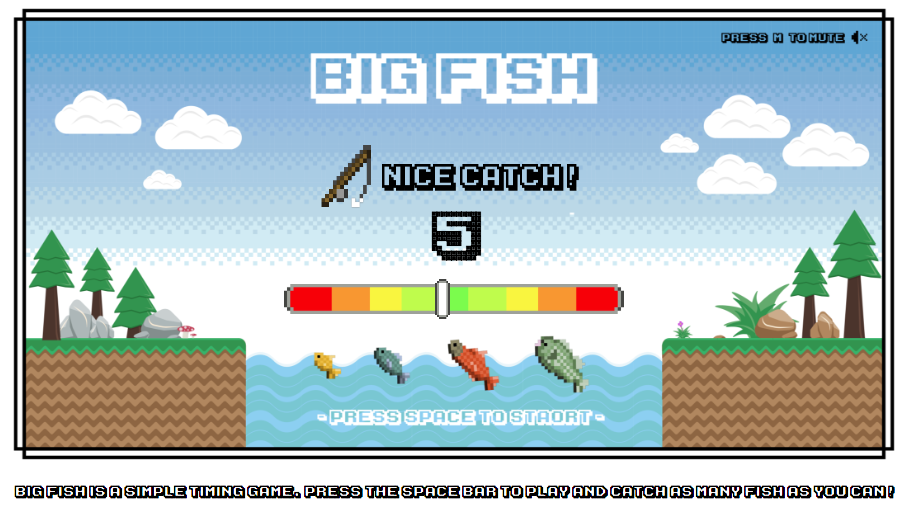 PRESS M TO MUTE
BIG FISH
NICE CATCH!
5
- PRESS SPACE TO STAORT -
BIG FISH IS A SIMPLE TIMING GAME. PRESS THE SPACE BAR TO PLAY AND CATCH AS MANY FISH AS YOU CAN!